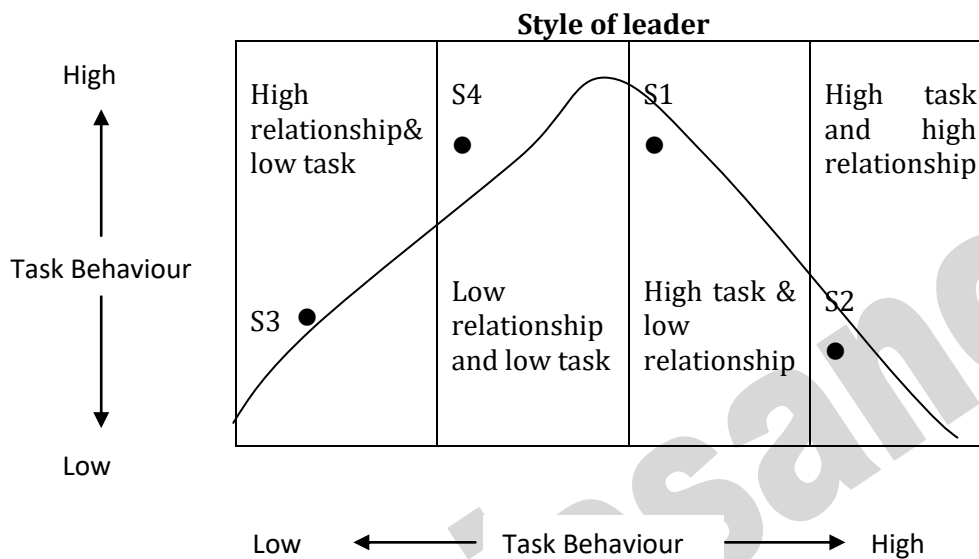 Style of leader
High
High
relationship&
low task
S4
S1
High task
and high
relationship
Task Behaviour
S3
Low
relationship
and low task
High task &
low
relationship
S2
Low
Low
Task Behaviour
High